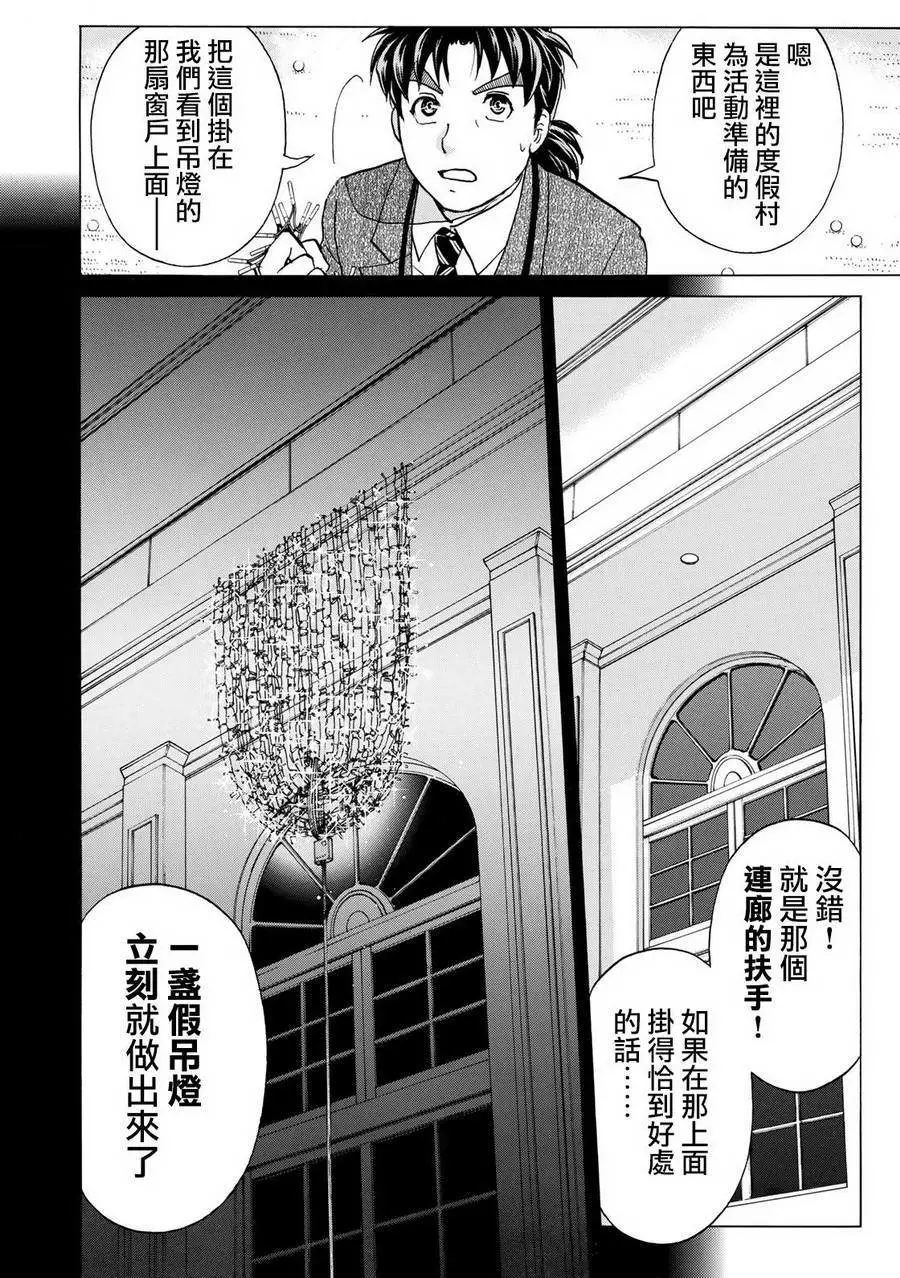 嗯
是這裡的度假村
為活動準備的
東西吧
把這個掛在
我們看到吊燈的
那扇窗戶上面——
沒錯！
就是那個
連廊的扶手！
如果在那上面
掛得恰到好處
的話……
一盞假吊燈
立刻就做出來了